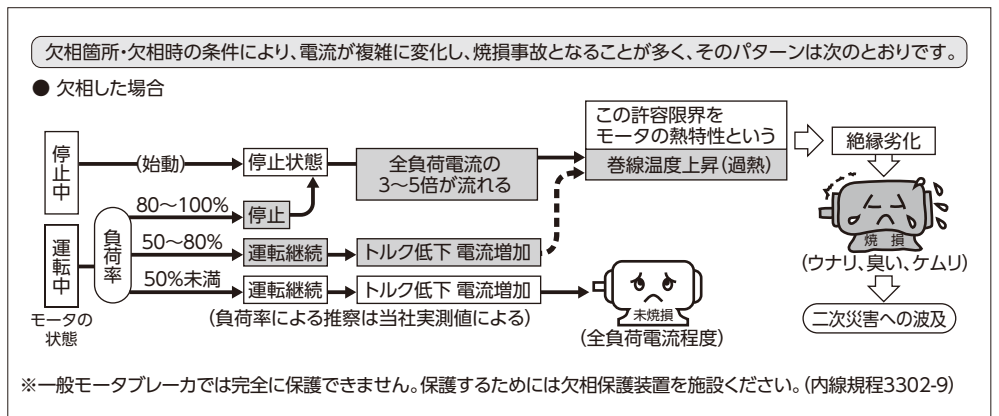 欠相箇所・欠相時の条件により、電流が複雑に変化し、焼損事故となることが多く、そのパターンは次のとおりです。
● 欠相した場合
停止中
(始動)
停止状態
全負荷電流の
3〜5倍が流れる
この許容限界を
モータの熱特性という
巻線温度上昇(過熱)
絶縁劣化
運転中
モータの
状態
負荷率
80〜100%
停止
50〜80%
運転継続
トルク低下 電流増加
50%未満
運転継続
トルク低下 電流増加
(負荷率による推察は当社実測値による)
未焼損
(全負荷電流程度)
焼 損
(ウナリ、臭い、ケムリ)
二次災害への波及
※一般モータブレーカでは完全に保護できません。保護するためには欠相保護装置を施設ください。(内線規程3302-9)